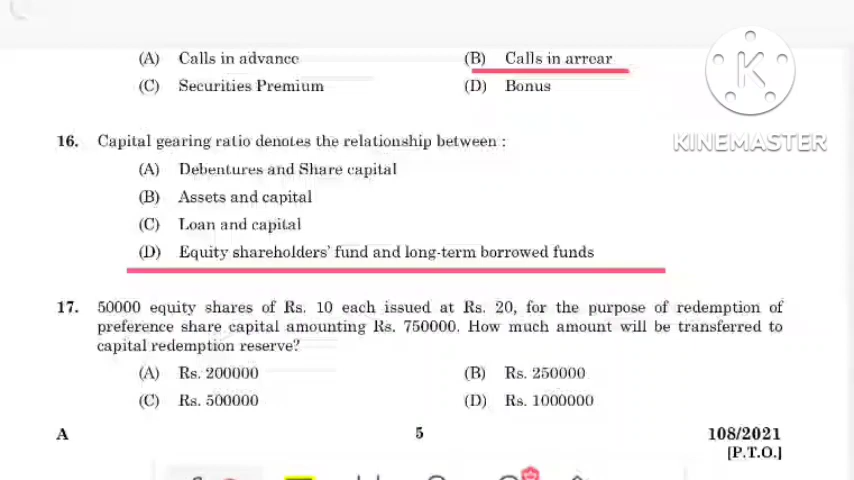 (A) Calls in advance (B) Calls in arrear
(C) Securities Premium (D) Bonus
K
KINEMASTER
16. Capital gearing ratio denotes the relationship between :
(A) Debentures and Share capital
(B) Assets and capital
(C) Loan and capital
(D) Equity shareholders' fund and long-term borrowed funds
17. 50000 equity shares of Rs. 10 each issued at Rs. 20, for the purpose of redemption of
preference share capital amounting Rs. 750000. How much amount will be transferred to
capital redemption reserve?
(A) Rs. 200000 (B) Rs. 250000
(C) Rs. 500000 (D) Rs. 1000000
A 5 108/2021
[P.T.O.]